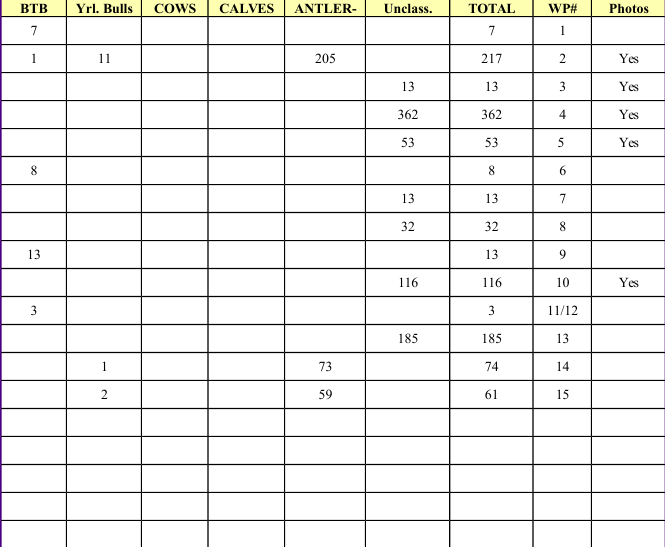 BTB Yrl. Bulls COWS CALVES ANTLER- Unclass. TOTAL WP# Photos
7 7 1
1 11 205 217 2 Yes
13 13 3 Yes
362 362 4 Yes
53 53 5 Yes
8 8 6
13 13 7
32 32 8
13 13 9
116 116 10 Yes
3 3 11/12
185 185 13
1 73 74 14
2 59 61 15